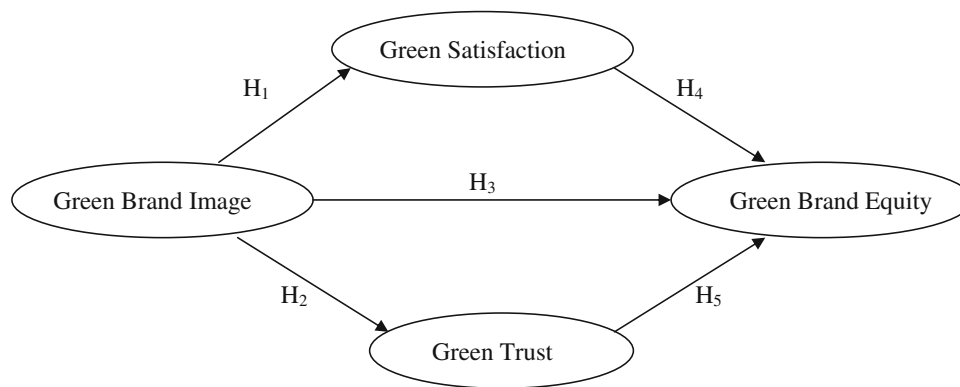 Green Satisfaction
H₁
H₄
Green Brand Image
H₃
Green Brand Equity
H₂
H₅
Green Trust